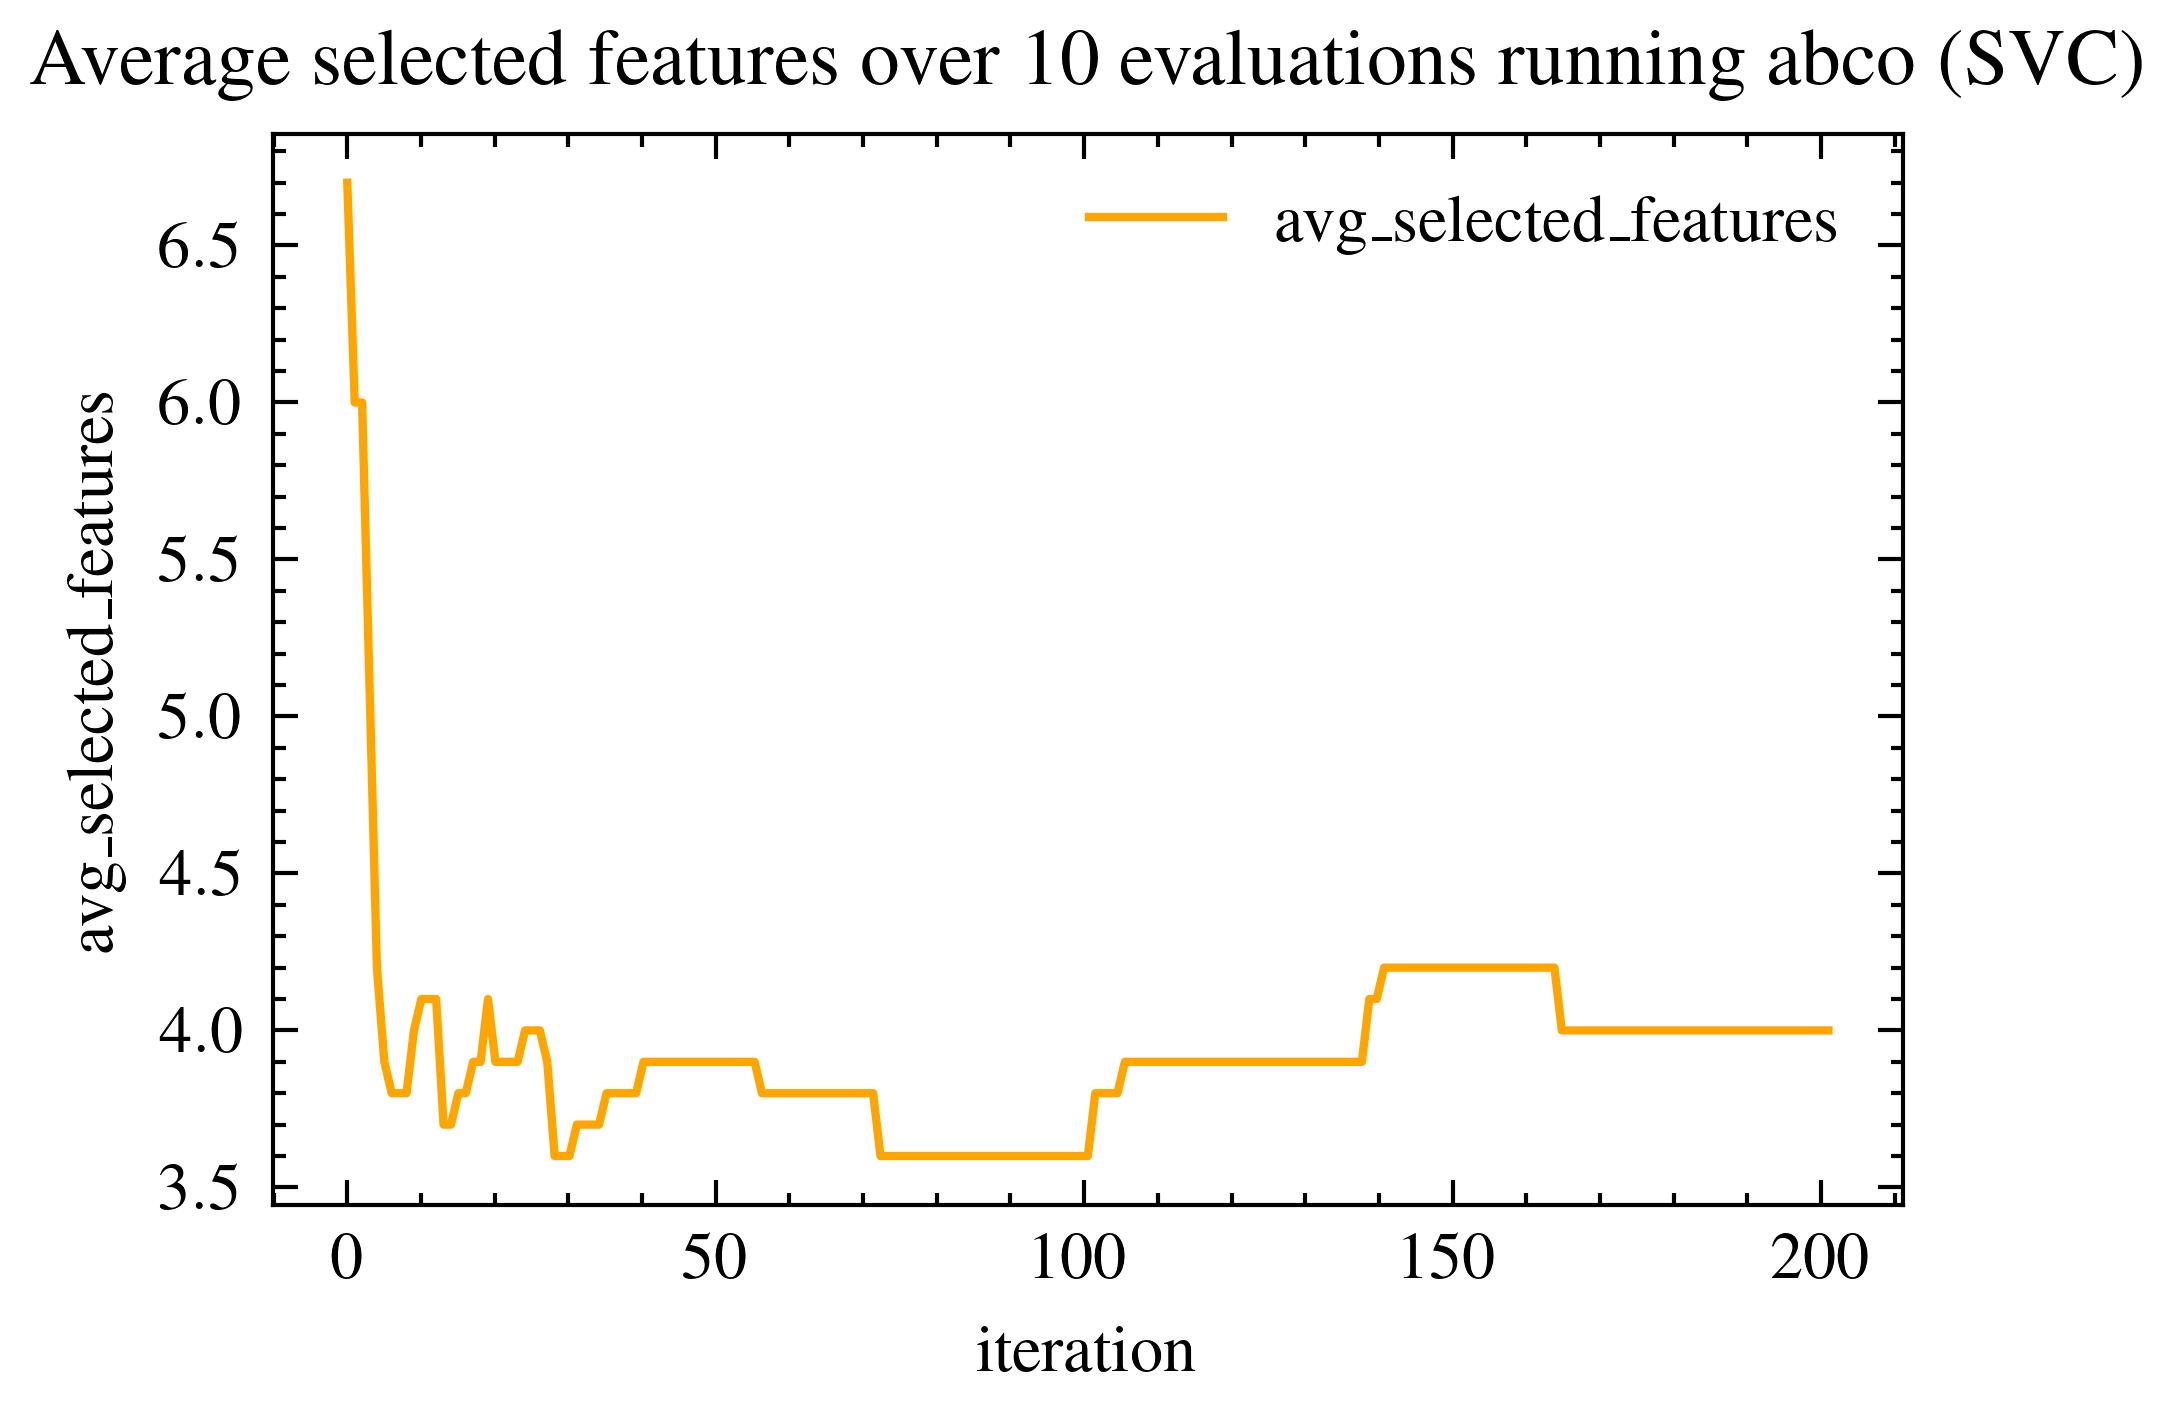 Average selected features over 10 evaluations running abco (SVC)
avg_selected_features
avg_selected_features
6.5
6.0
5.5
5.0
4.5
4.0
3.5
0 50 100 150 200
iteration